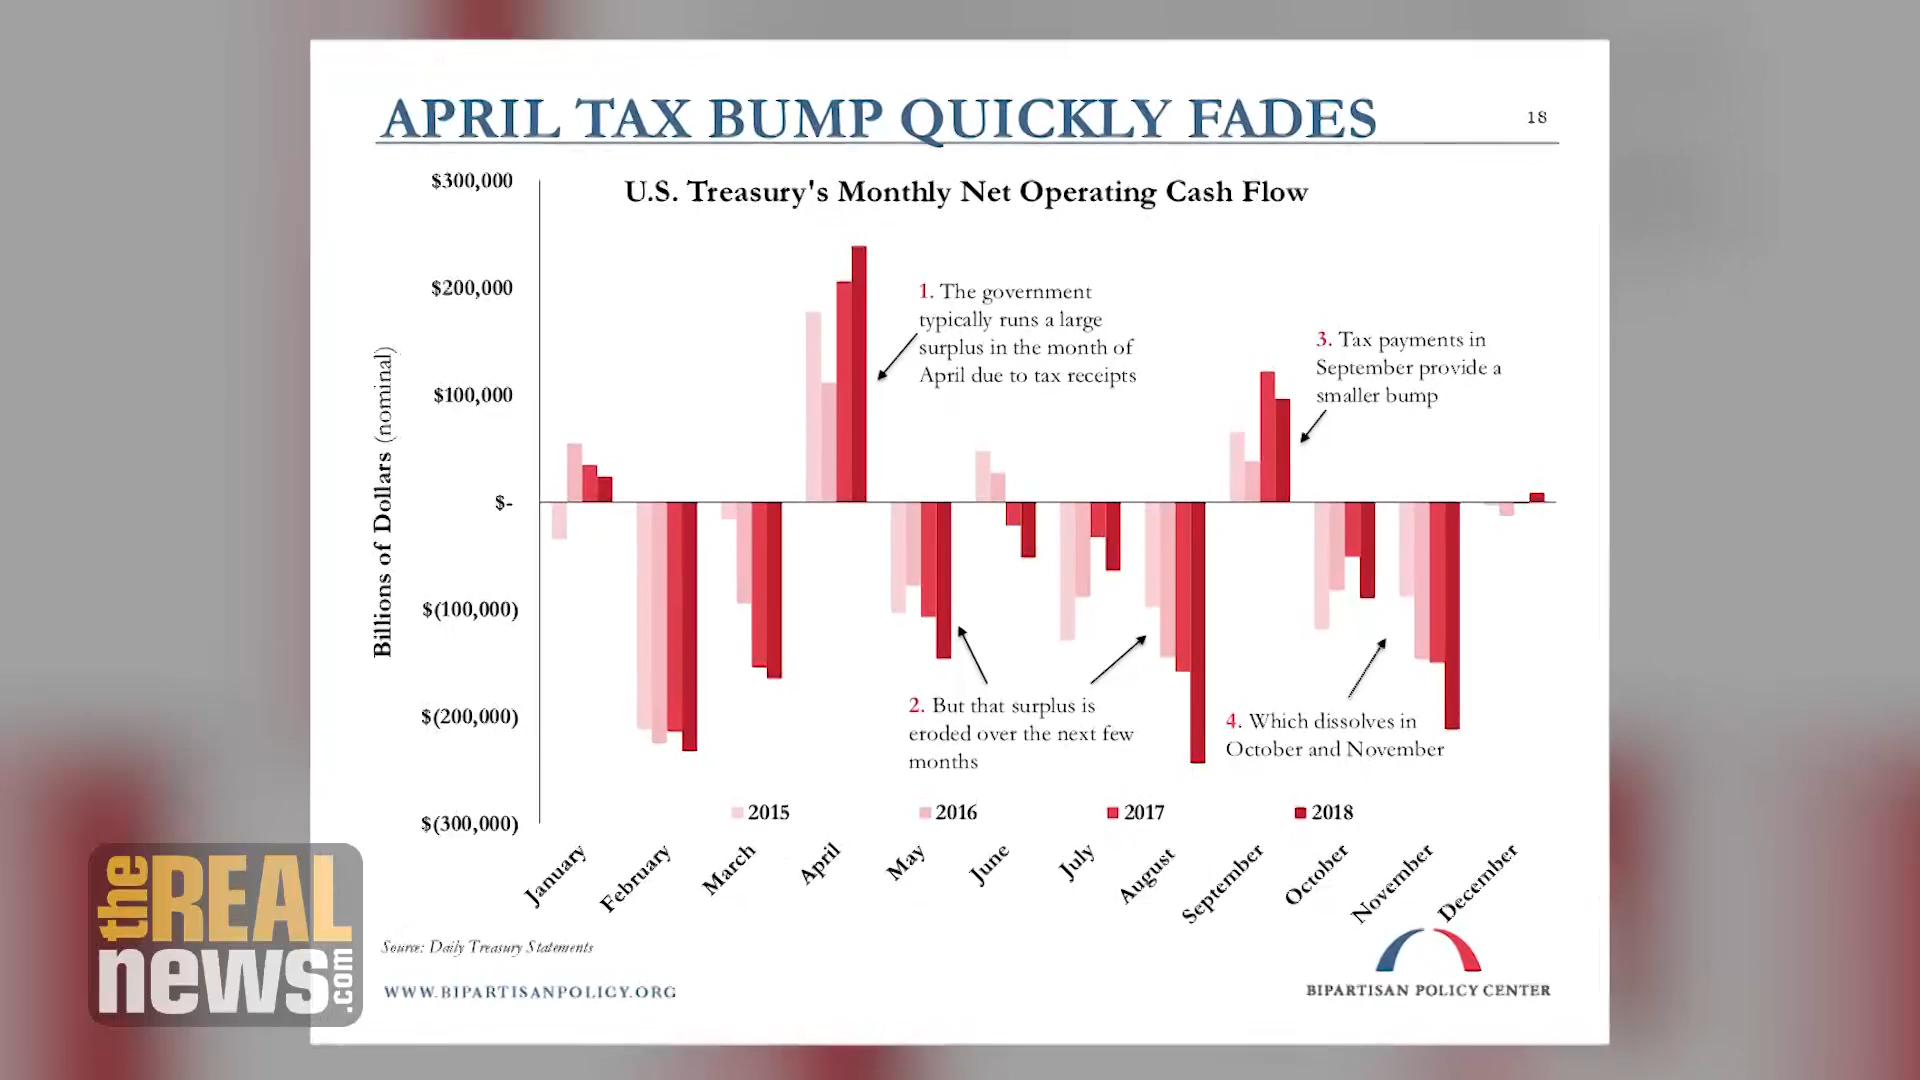 APRIL TAX BUMP QUICKLY FADES
18
U.S. Treasury's Monthly Net Operating Cash Flow
Billions of Dollars (nominal)
$300,000
$200,000
$100,000
$-
$(100,000)
$(200,000)
$(300,000)
1. The government
typically runs a large
surplus in the month of
April due to tax receipts
3. Tax payments in
September provide a
smaller bump
2. But that surplus is
eroded over the next few
months
4. Which dissolves in
October and November
2015
2016
2017
2018
January
February
March
April
May
June
July
August
September
October
November
December
Source: Daily Treasury Statements
WWW.BIPARTISANPOLICY.ORG
BIPARTISAN POLICY CENTER
the REAL
news.com